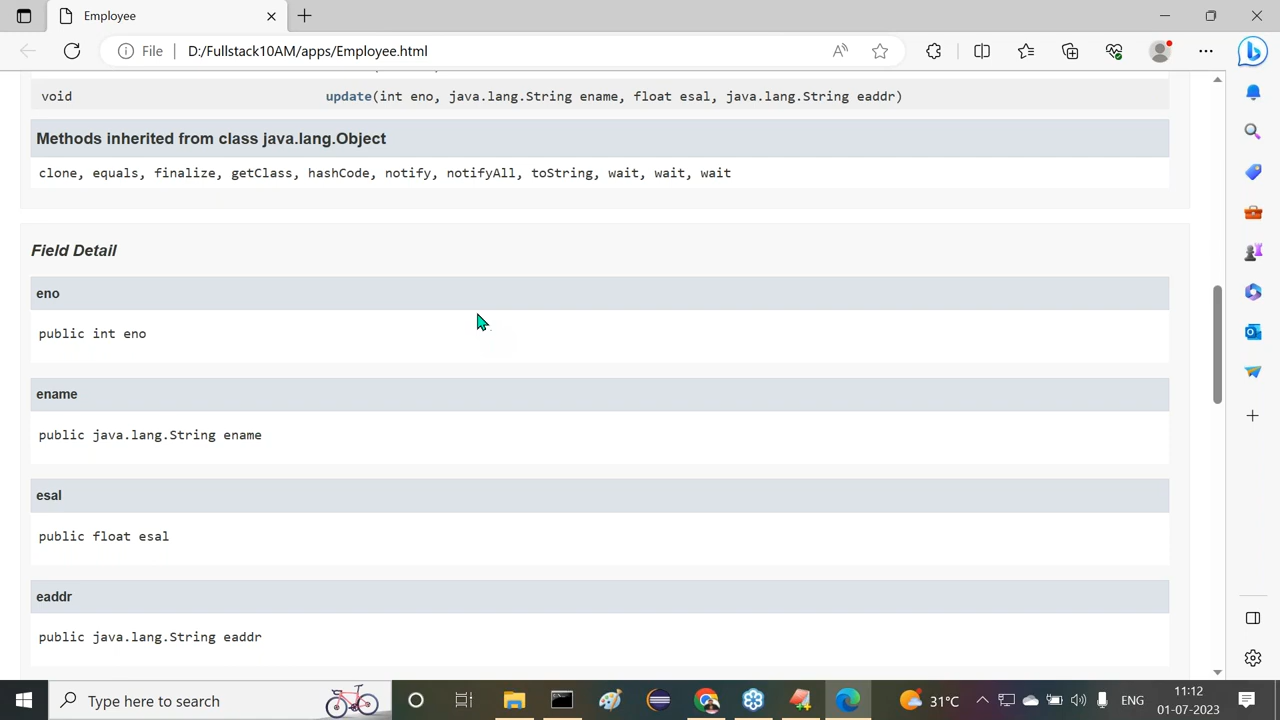 Employee
File
D:/Fullstack10AM/apps/Employee.html
void update(int eno, java.lang.String ename, float esal, java.lang.String eaddr)
Methods inherited from class java.lang.Object
clone, equals, finalize, getClass, hashCode, notify, notifyAll, toString, wait, wait, wait
Field Detail
eno
public int eno
ename
public java.lang.String ename
esal
public float esal
eaddr
public java.lang.String eaddr
Type here to search
31°C
ENG
11:12
01-07-2023